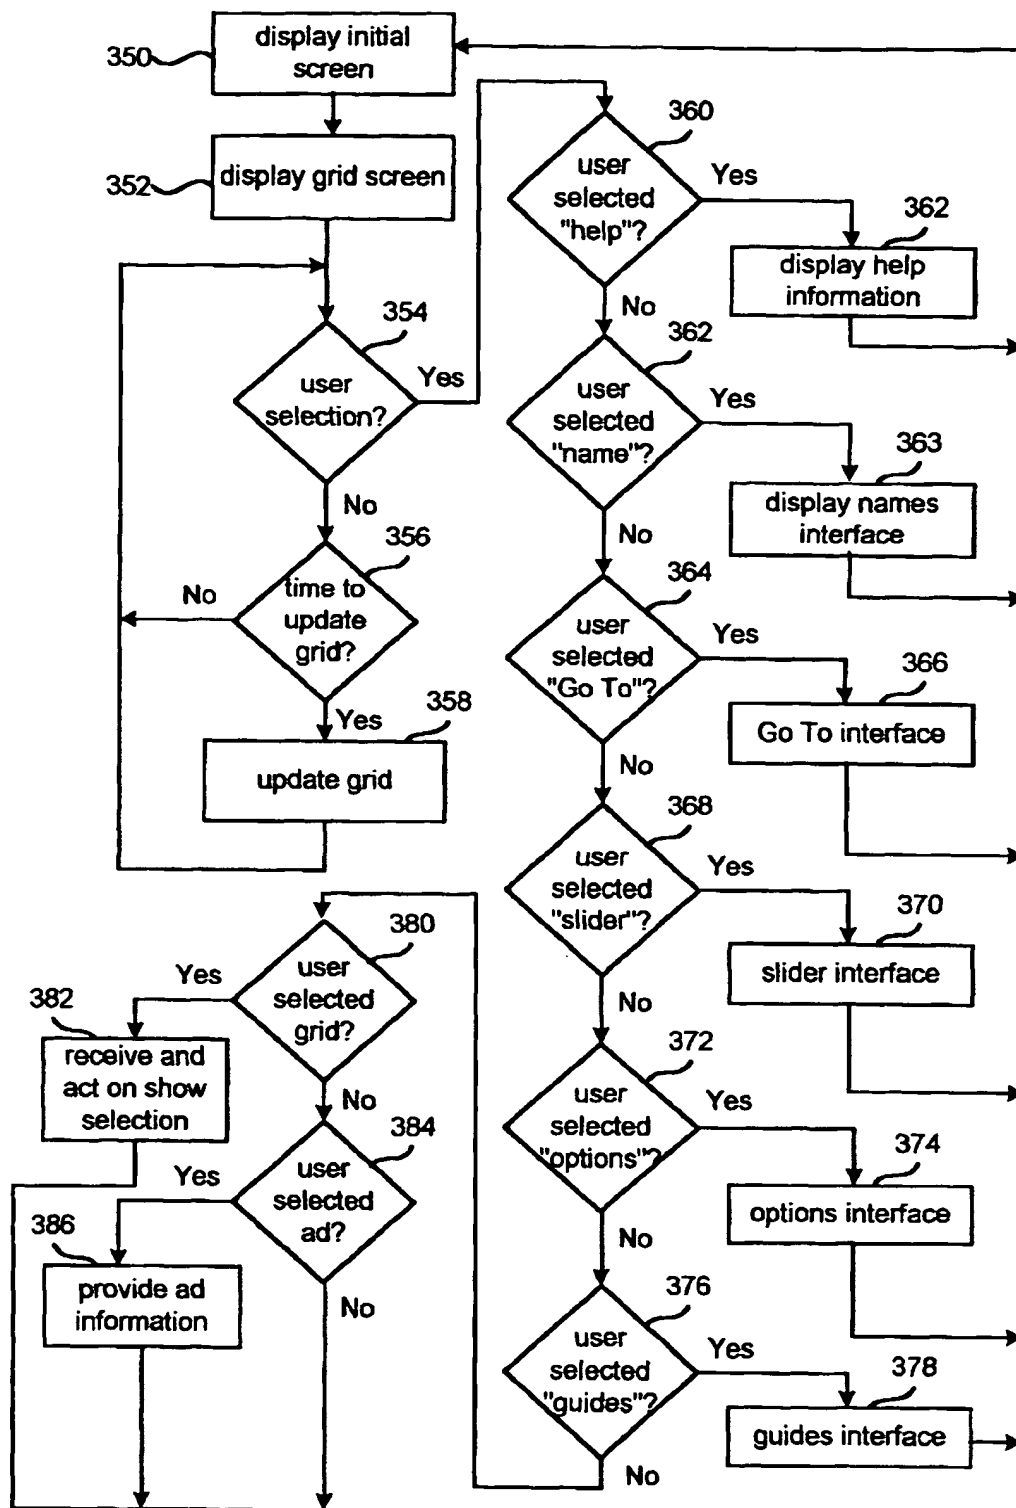 350
display initial
screen
352
display grid screen
354
user
selection?
Yes
No
356
time to
update
grid?
No
Yes
358
update grid
360
user
selected
"help"?
Yes
No
362
display help
information
362
user
selected
"name"?
Yes
No
363
display names
interface
364
user
selected
"Go To"?
Yes
No
366
Go To interface
368
user
selected
"slider"?
Yes
No
370
slider interface
372
user
selected
"options"?
Yes
No
374
options interface
376
user
selected
"guides"?
Yes
No
378
guides interface
380
user
selected
grid?
Yes
No
382
receive and
act on show
selection
384
user
selected
ad?
Yes
No
386
provide ad
information